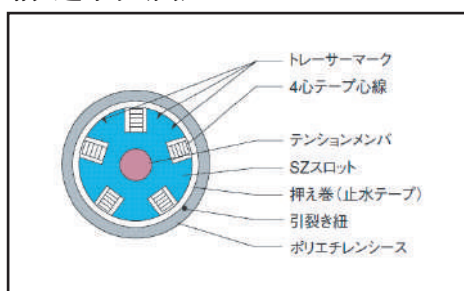 トレーサーマーク
4心テープ心線
テンションメンバ
SZスロット
押え巻(止水テープ)
引裂き紐
ポリエチレンシース